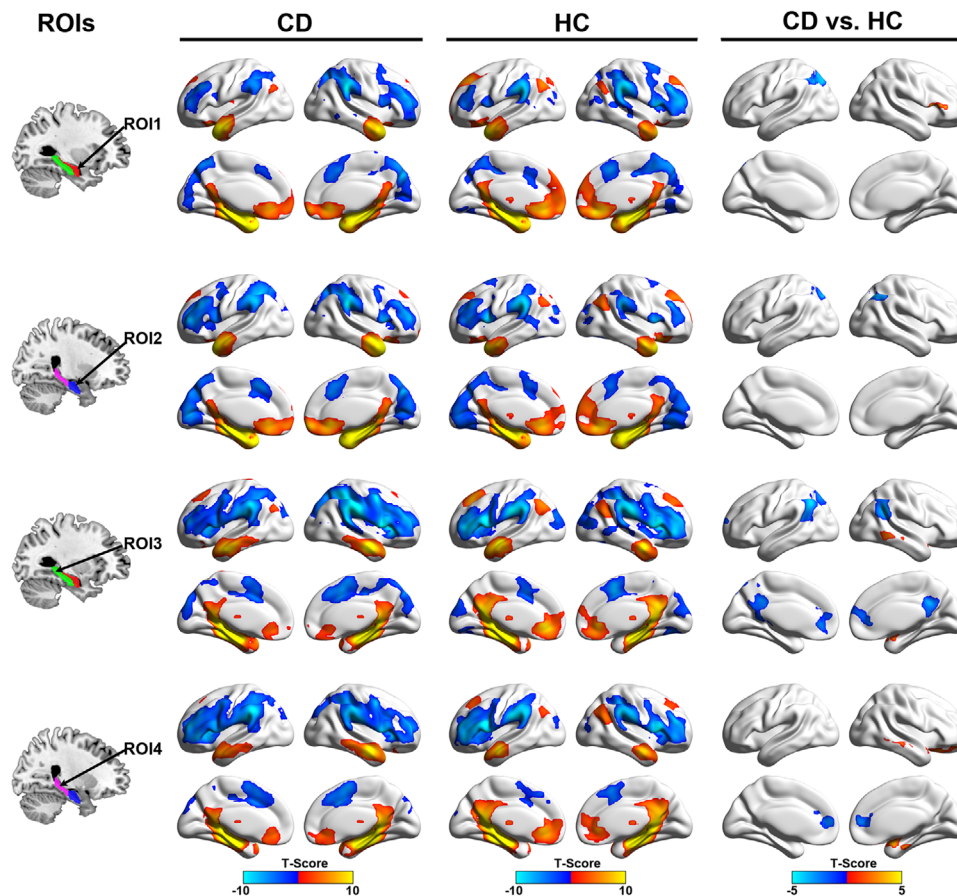 ROIs CD HC CD vs. HC
ROI1
ROI2
ROI3
ROI4
T-Score T-Score T-Score
-10 10 -10 10 -5 5